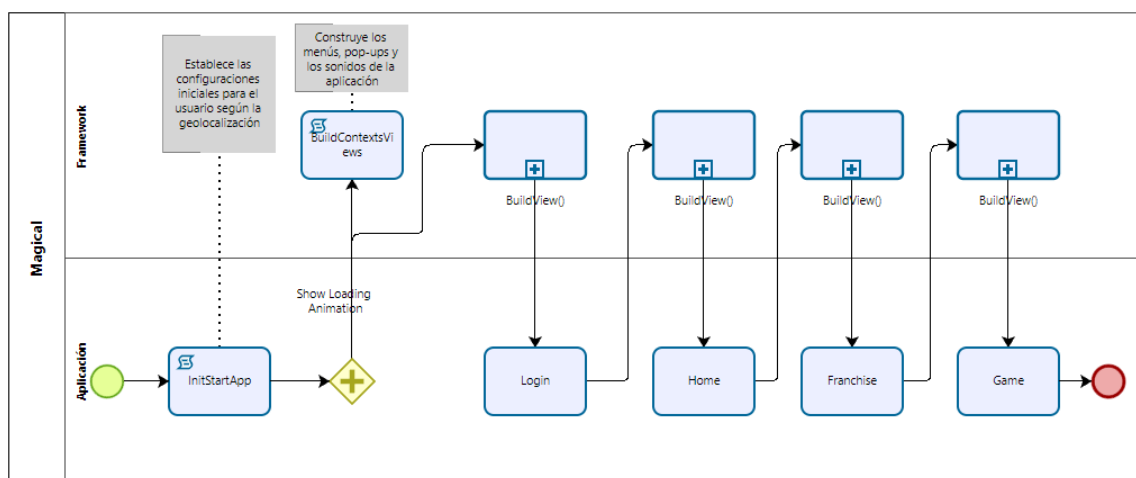 Magical
Framework
Aplicación
Establece las
configuraciones
iniciales para el
usuario según la
geolocalización
Construye los
menús, pop-ups y
los sonidos de la
aplicación
BuildContextsVi
ews
BuildView()
BuildView()
BuildView()
BuildView()
Show Loading
Animation
InitStartApp
Login
Home
Franchise
Game